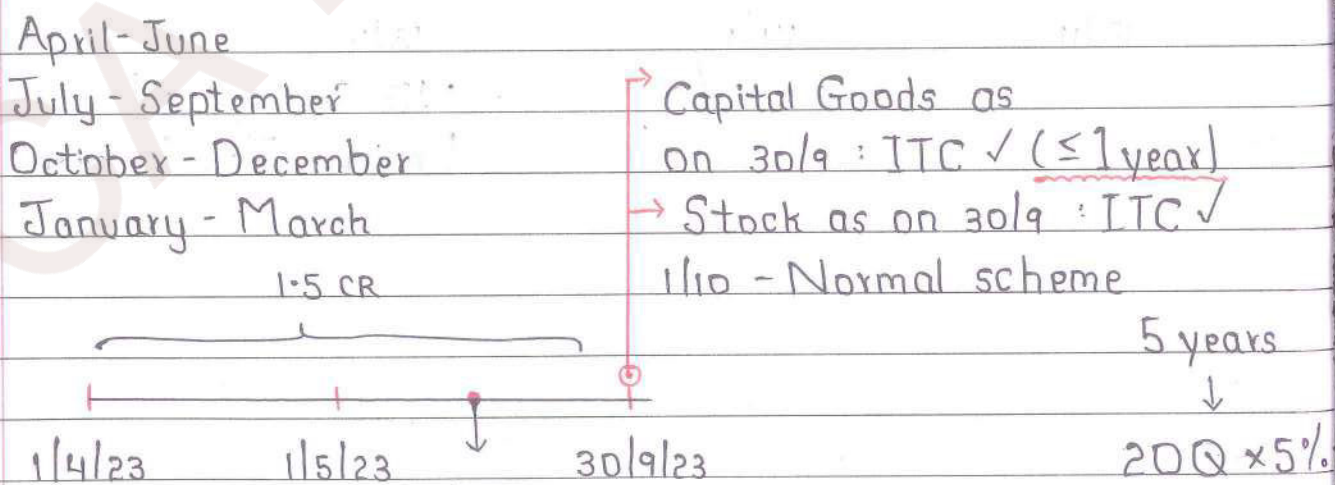 April-June
July-September
October-December
January-March
Capital Goods as
on 30/9 : ITC ✓ (≤ 1 year)
→ Stock as on 30/9 : ITC ✓
1/10 - Normal scheme
1.5 CR
5 years
↓
1/4/23 1/5/23 30/9/23 20Q ×5%